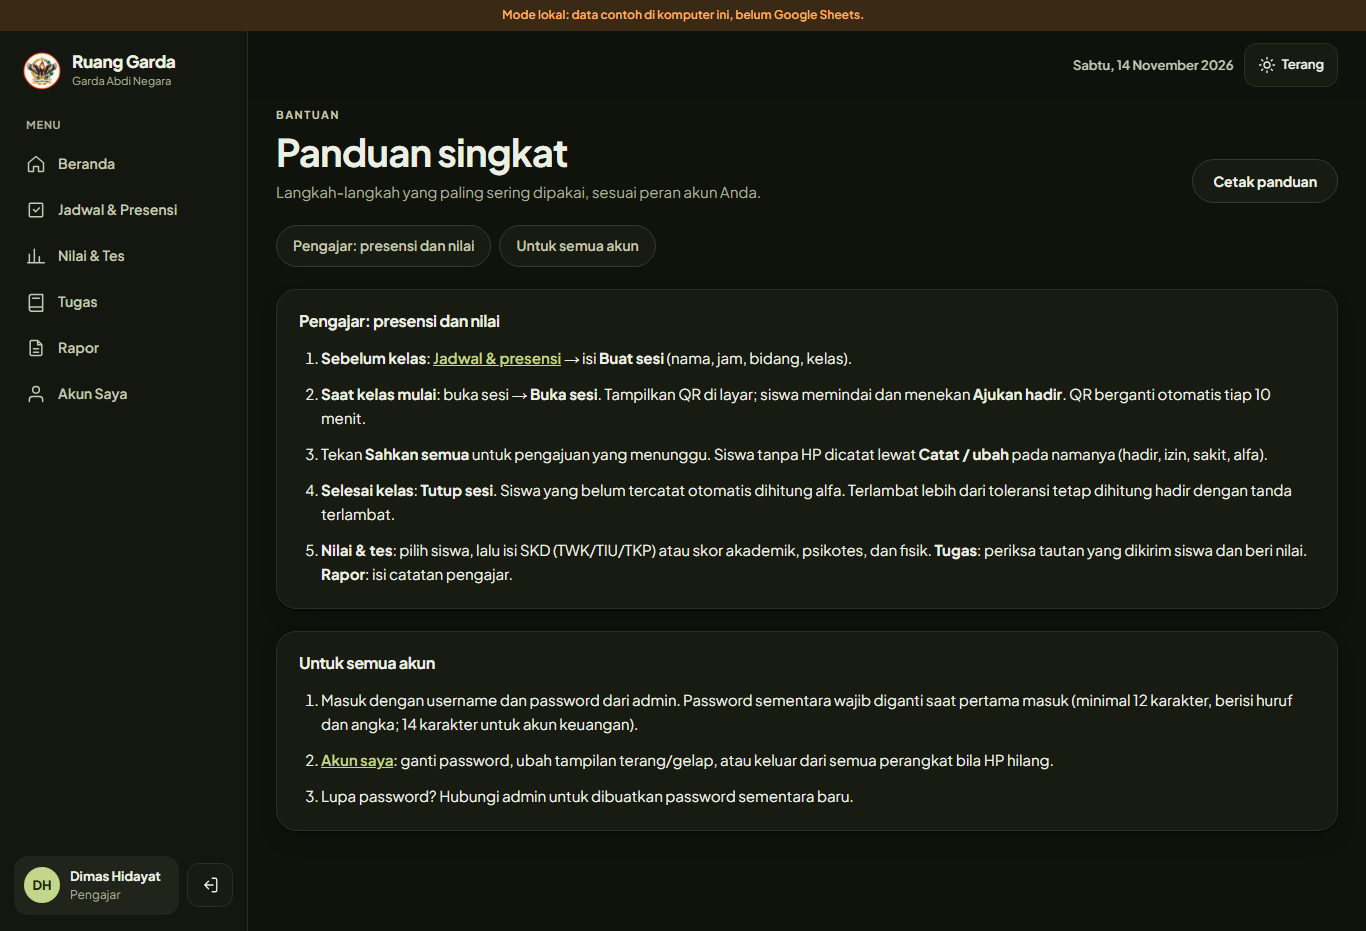 Mode lokal: data contoh di komputer ini, belum Google Sheets.
Ruang Garda
Garda Abdi Negara
MENU
Beranda
Jadwal & Presensi
Nilai & Tes
Tugas
Rapor
Akun Saya
Dimas Hidayat
DH
Pengajar
Sabtu, 14 November 2026
Terang
BANTUAN
Panduan singkat
Langkah-langkah yang paling sering dipakai, sesuai peran akun Anda.
Cetak panduan
Pengajar: presensi dan nilai
Untuk semua akun
Pengajar: presensi dan nilai
1. Sebelum kelas: Jadwal & presensi → isi Buat sesi (nama, jam, bidang, kelas).
2. Saat kelas mulai: buka sesi → Buka sesi. Tampilkan QR di layar; siswa memindai dan menekan Ajukan hadir. QR berganti otomatis tiap 10
menit.
3. Tekan Sahkan semua untuk pengajuan yang menunggu. Siswa tanpa HP dicatat lewat Catat / ubah pada namanya (hadir, izin, sakit, alfa).
4. Selesai kelas: Tutup sesi. Siswa yang belum tercatat otomatis dihitung alfa. Terlambat lebih dari toleransi tetap dihitung hadir dengan tanda
terlambat.
5. Nilai & tes: pilih siswa, lalu isi SKD (TWK/TIU/TKP) atau skor akademik, psikotes, dan fisik. Tugas: periksa tautan yang dikirim siswa dan beri nilai.
Rapor: isi catatan pengajar.
Untuk semua akun
1. Masuk dengan username dan password dari admin. Password sementara wajib diganti saat pertama masuk (minimal 12 karakter, berisi huruf
dan angka; 14 karakter untuk akun keuangan).
2. Akun saya: ganti password, ubah tampilan terang/gelap, atau keluar dari semua perangkat bila HP hilang.
3. Lupa password? Hubungi admin untuk dibuatkan password sementara baru.